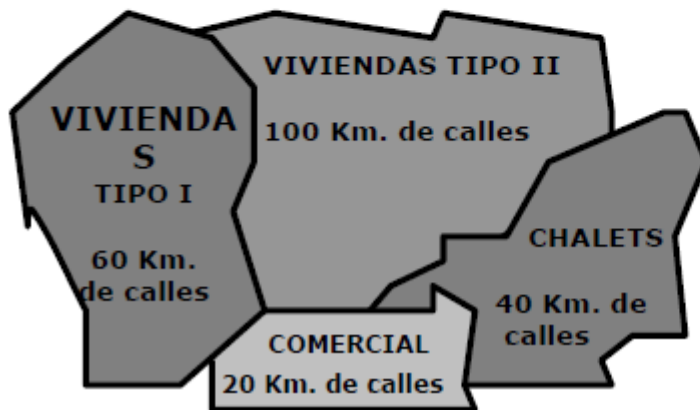 VIVIENDA
S
TIPO I
60 Km.
de calles
VIVIENDAS TIPO II
100 Km. de calles
CHALETS
40 Km. de
calles
COMERCIAL
20 Km. de calles